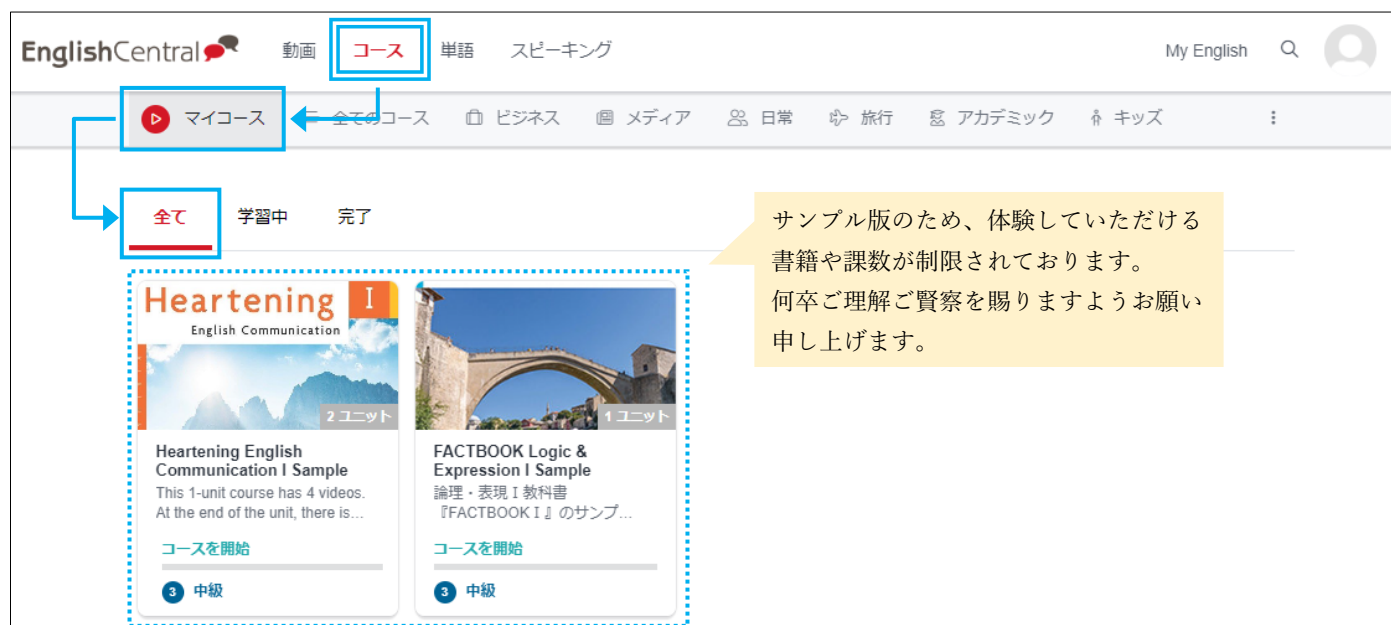 EnglishCentral 動画 コース 単語 スピーキング My English
マイコース 全てのコース ビジネス メディア 日常 旅行 アカデミック キッズ
全て 学習中 完了
サンプル版のため、体験していただける
書籍や課数が制限されております。
何卒ご理解ご賢察を賜りますようお願い
申し上げます。
Heartening I
English Communication
2 ユニット
Heartening English
Communication I Sample
This 1-unit course has 4 videos.
At the end of the unit, there is...
コースを開始
3 中級
1 ユニット
FACTBOOK Logic &
Expression I Sample
論理・表現 I 教科書
『FACTBOOK I 』のサンプ...
コースを開始
3 中級